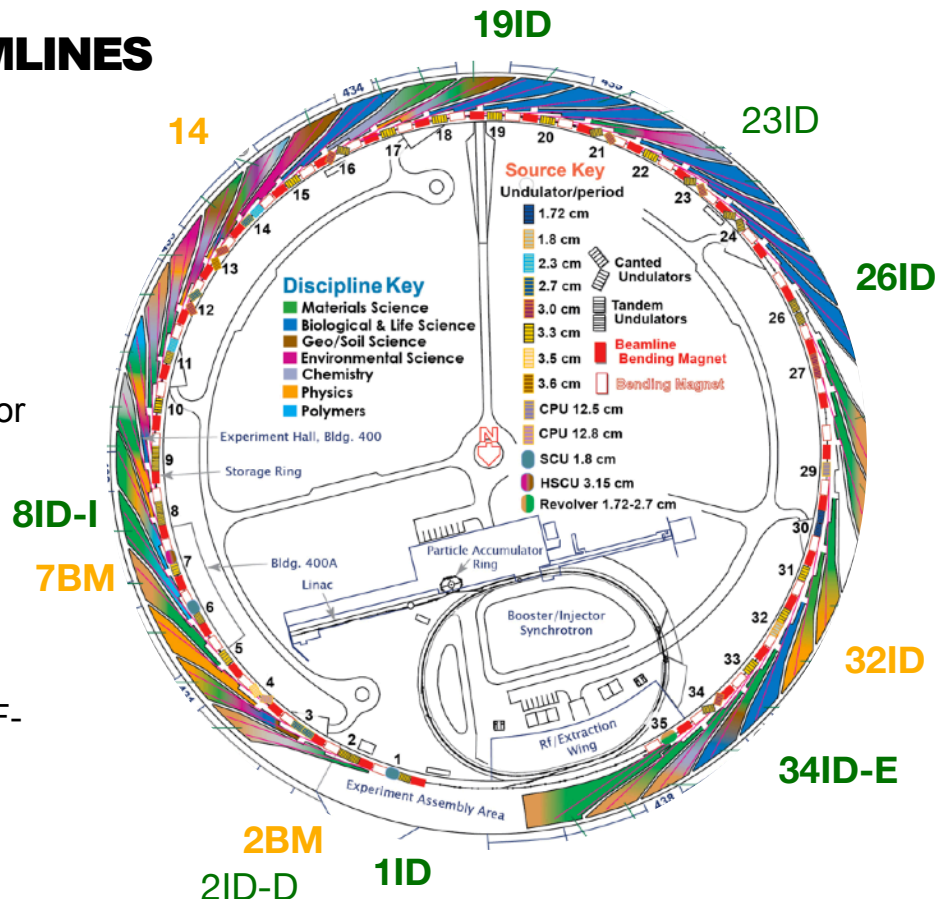 19ID
MLINES
434
23ID
14
18
19
20
17
21
16
22
15
Source Key
Undulator/period
23
14
1.72 cm
24
1.8 cm
13
Discipline Key
2.3 cm
Canted
Undulators
26ID
Materials Science
2.7 cm
12
Biological & Life Science
3.0 cm
Tandem
Undulators
26
Geo/Soil Science
3.3 cm
Environmental Science
3.5 cm
Beamline
Bending Magnet
11
Chemistry
27
Physics
3.6 cm
Bending Magnet
or
10
Polymers
CPU 12.5 cm
Experiment Hall, Bldg. 400
CPU 12.8 cm
N
9
SCU 1.8 cm
Storage Ring
29
HSCU 3.15 cm
8ID-I
8
Revolver 1.72-2.7 cm
30
7BM
7
Bldg. 400A
Particle Accumulator
Ring
Linac
31
6
Booster/Injector
Synchrotron
32
5
32ID
33
4
34
F-
3
35
Rf/Extraction
Wing
2
1
34ID-E
Experiment Assembly Area
438
2BM
1ID
2ID-D